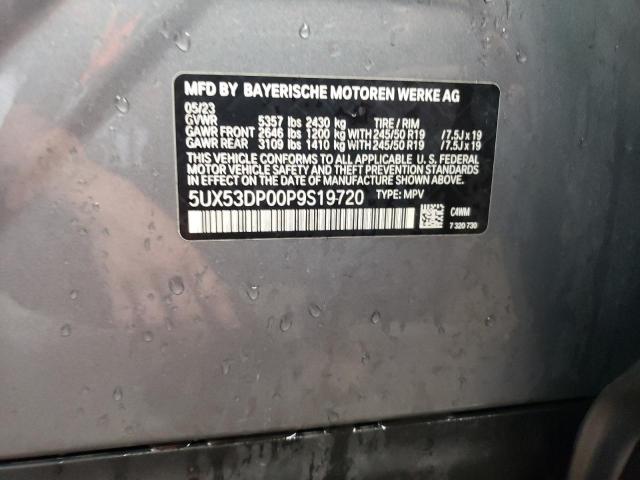 MFD BY BAYERISCHE MOTOREN WERKE AG
05/23
GVWR 5357 lbs 2430 kg TIRE / RIM
GAWR FRONT 2646 lbs 1200 kg WITH 245/50 R19 / 7.5J x 19
GAWR REAR 3109 lbs 1410 kg WITH 245/50 R19 / 7.5J x 19
THIS VEHICLE CONFORMS TO ALL APPLICABLE U. S. FEDERAL
MOTOR VEHICLE SAFETY, BUMPER, AND THEFT PREVENTION
STANDARDS IN EFFECT ON THE DATE OF MANUFACTURE SHOWN ABOVE.
5UX53DP00P9S19720 TYPE: MPV
C4WM
7 320 730